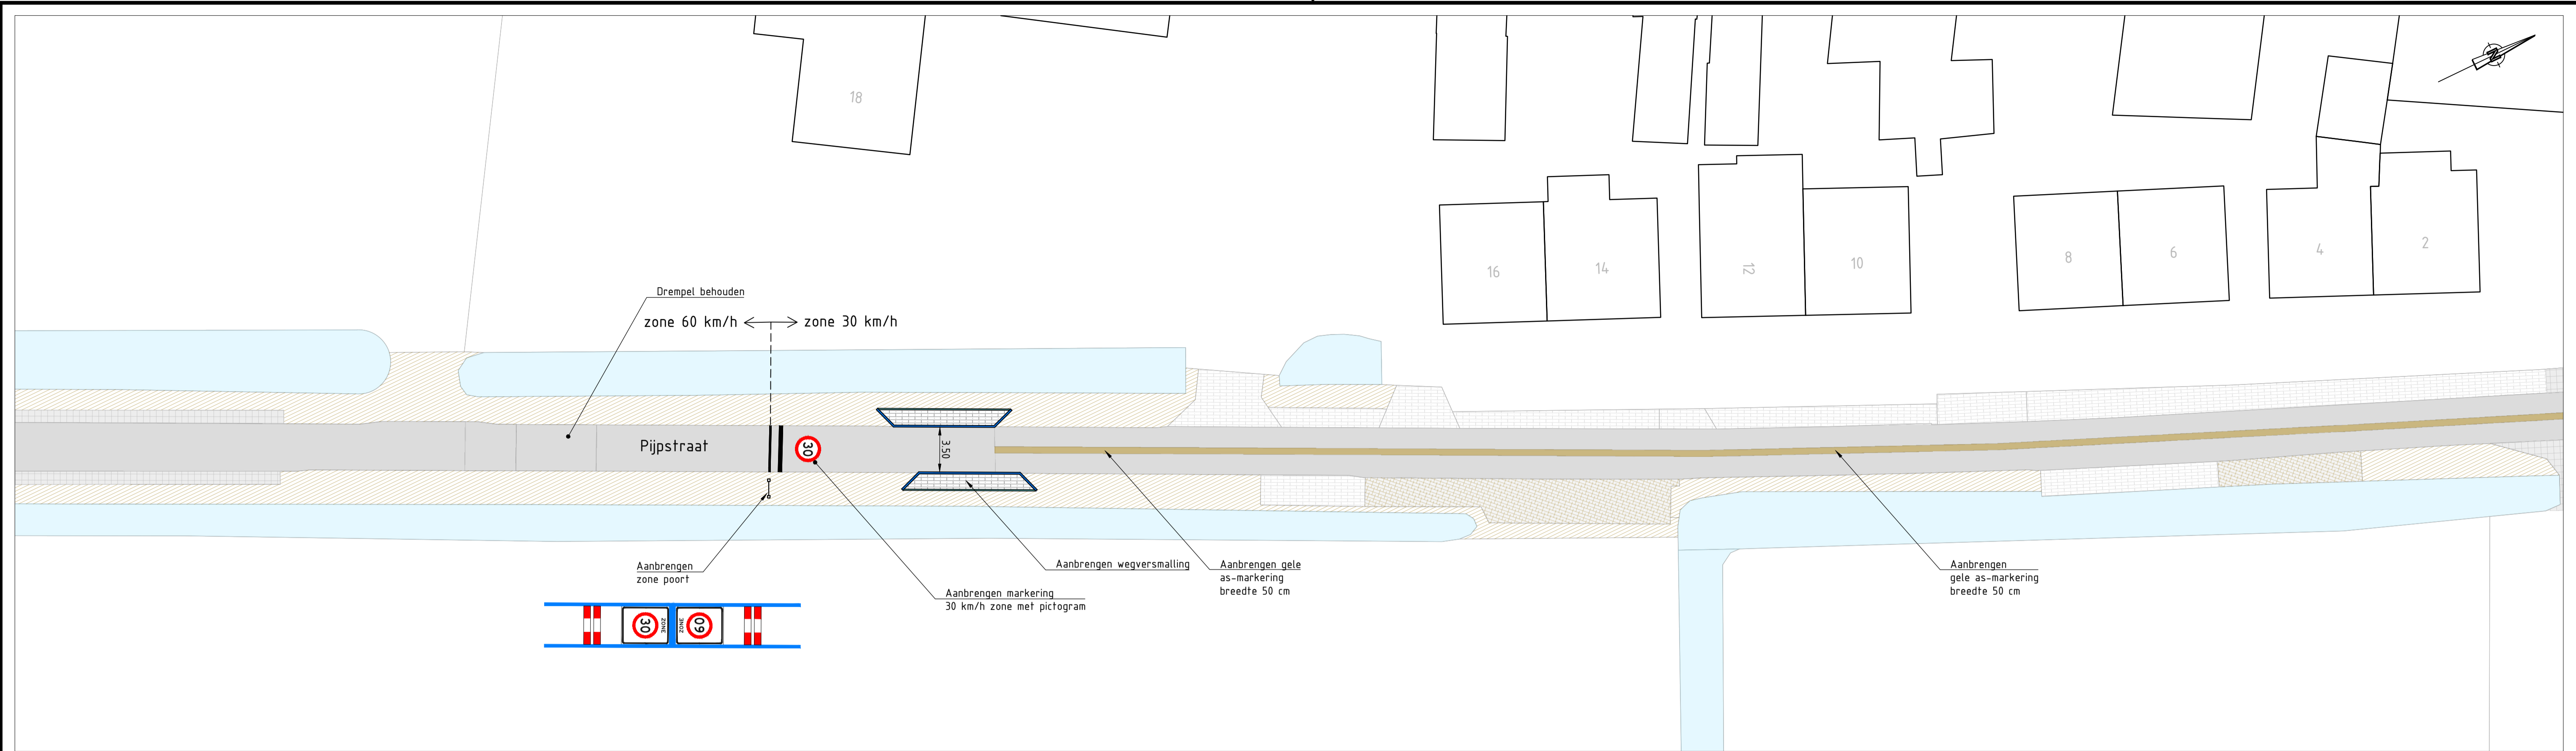 18
N
16
14
12
10
8
6
4
2
Drempel behouden
zone 60 km/h
zone 30 km/h
Pijpstraat
30
3.50
Aanbrengen
zone poort
Aanbrengen markering
30 km/h zone met pictogram
Aanbrengen wegversmalling
Aanbrengen gele
as-markering
breedte 50 cm
Aanbrengen
gele as-markering
breedte 50 cm
30
ZONE
60
ZONE